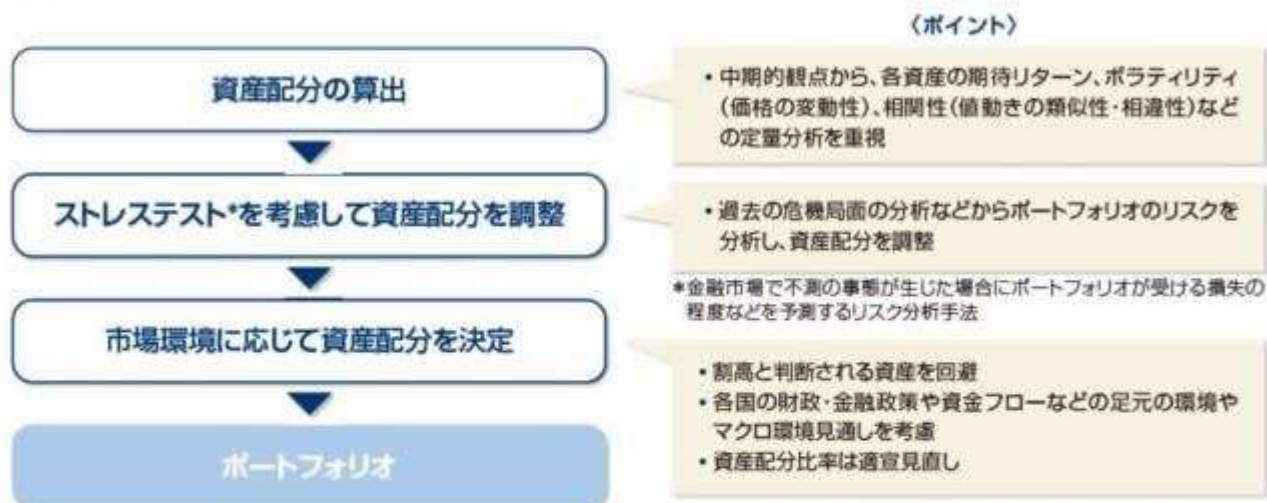 〈ポイント〉
資産配分の算出
・中期的観点から、各資産の期待リターン、ボラティリティ
(価格の変動性)、相関性(値動きの類似性・相違性)など
の定量分析を重視
ストレステスト*を考慮して資産配分を調整
・過去の危機局面の分析などからポートフォリオのリスクを
分析し、資産配分を調整
*金融市場で不測の事態が生じた場合にポートフォリオが受ける損失の
程度などを予測するリスク分析手法
市場環境に応じて資産配分を決定
・割高と判断される資産を回避
・各国の財政・金融政策や資金フローなどの足元の環境や
マクロ環境見通しを考慮
・資産配分比率は適宜見直し
ポートフォリオ